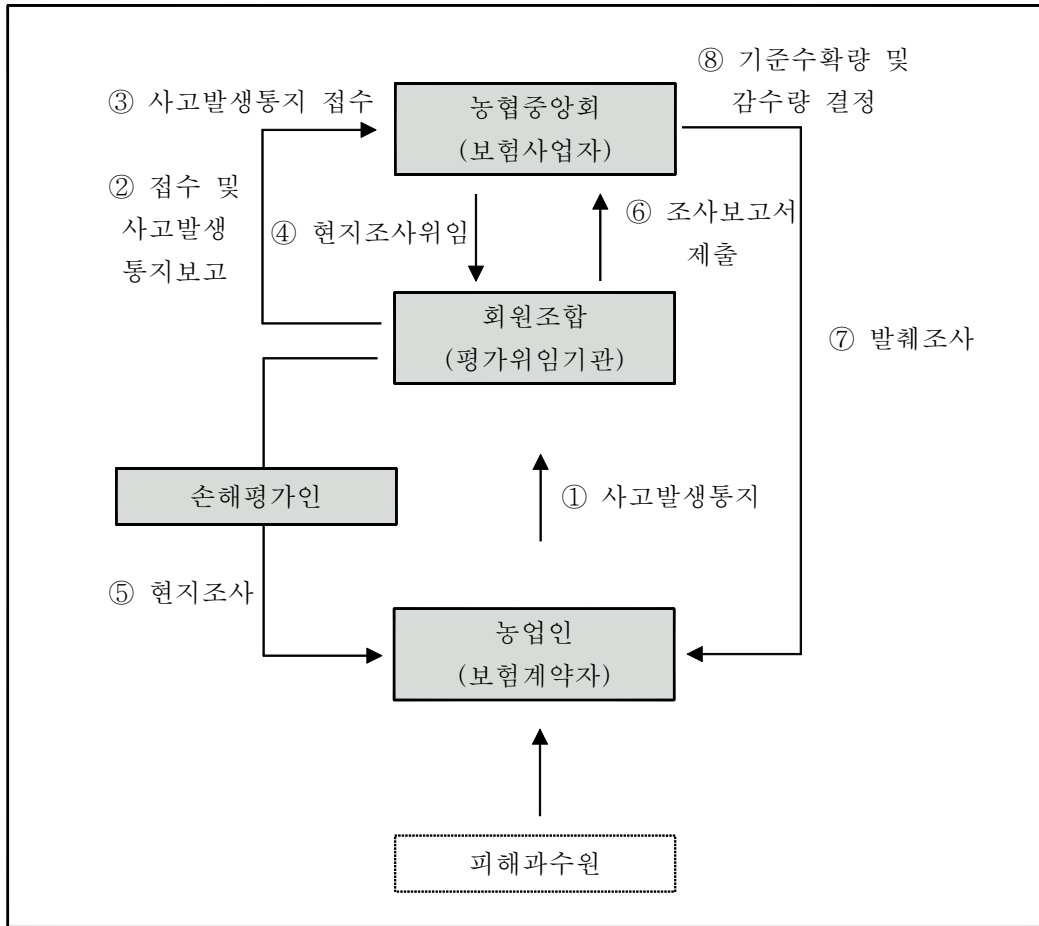 ⑧ 기준수확량 및
감수량 결정
③ 사고발생통지 접수
농협중앙회
(보험사업자)
② 접수 및
사고발생
통지보고
④ 현지조사위임
⑥ 조사보고서
제출
회원조합
(평가위임기관)
⑦ 발췌조사
손해평가인
① 사고발생통지
⑤ 현지조사
농업인
(보험계약자)
피해과수원